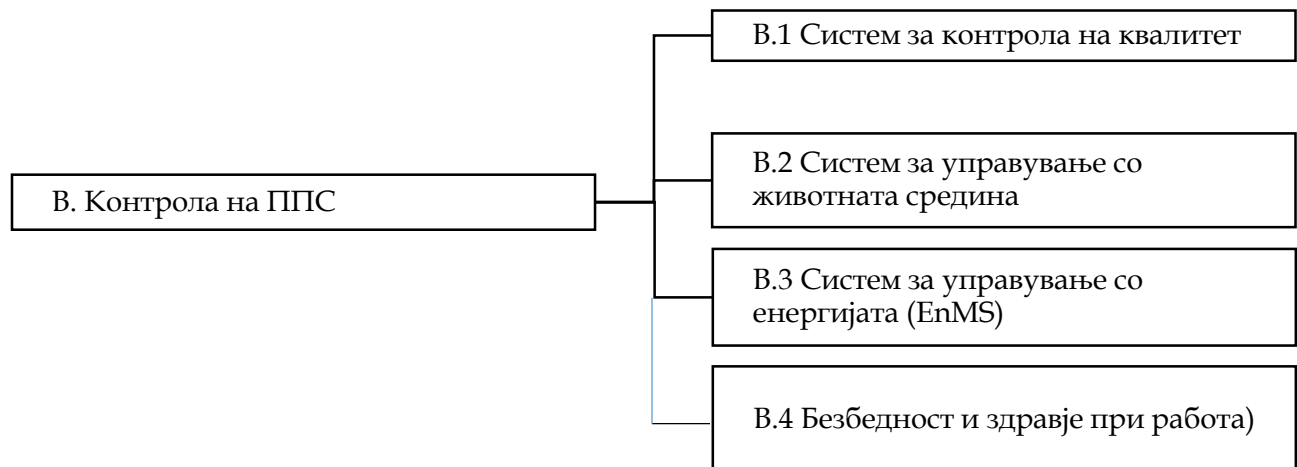 В.1 Систем за контрола на квалитет
В.2 Систем за управување со
животната средина
В. Контрола на ППС
В.3 Систем за управување со
енергијата (EnMS)
В.4 Безбедност и здравје при работа)